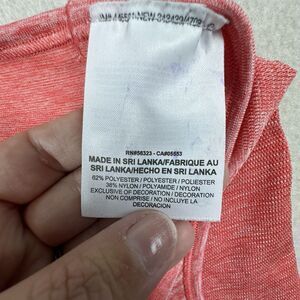 RN#56323 - CA#05553
MADE IN SRI LANKA/FABRIQUE AU
SRI LANKA/HECHO EN SRI LANKA
62% POLYESTER / POLYESTER / POLIESTER
38% NYLON / POLYAMIDE / NYLON
EXCLUSIVE OF DECORATION / DECORATION
NON COMPRISE / NO INCLUYE LA
DECORACION